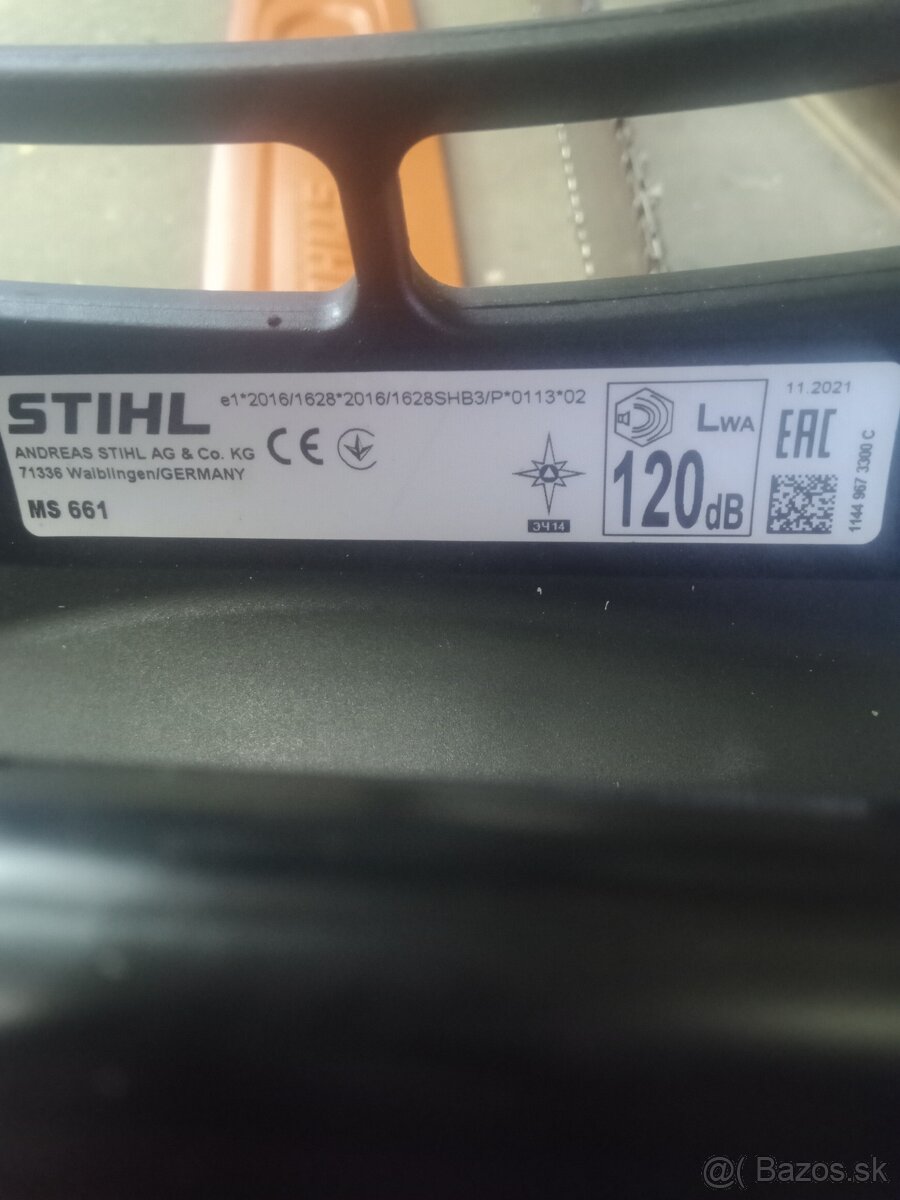 STIHL
e1*2016/1628*2016/1628SHB3/P*0113*02
ANDREAS STIHL AG & Co. KG
71336 Waiblingen/GERMANY
MS 661
CE
ЭЧ14
LWA
120dB
11.2021
EAC
1144 967 3300 C
STIHL
@( Bazos.sk